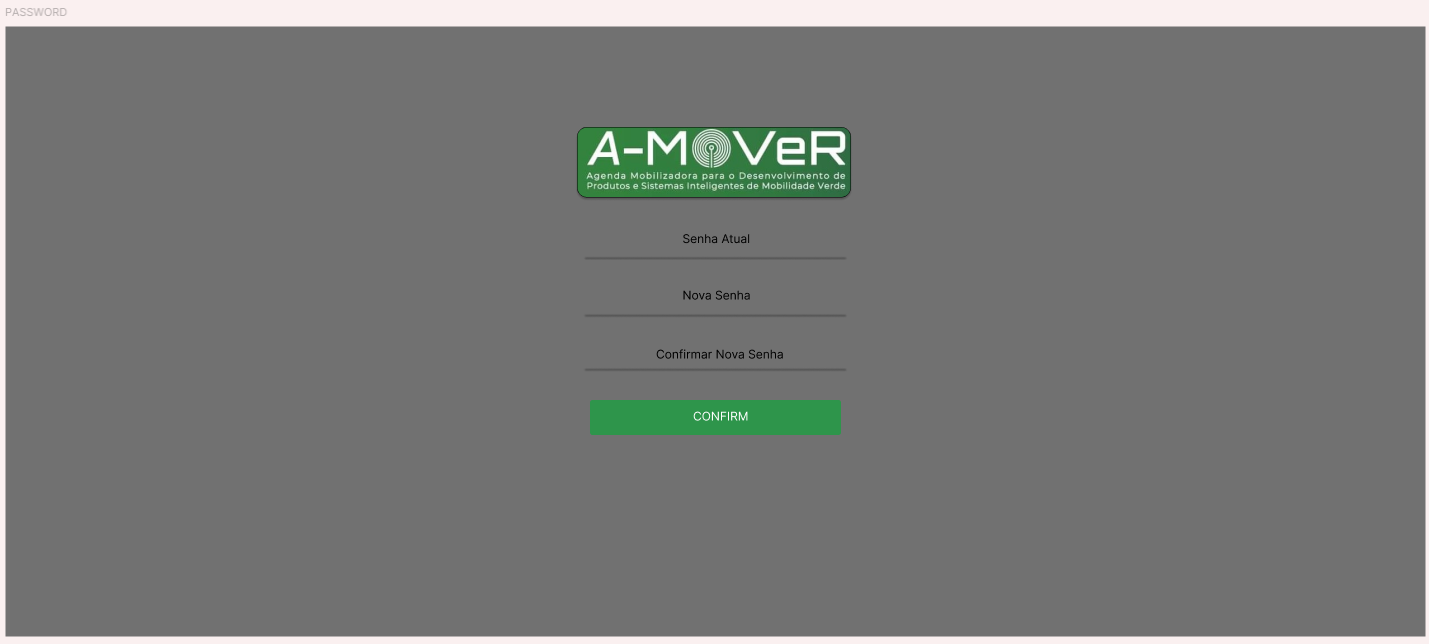 PASSWORD
A-MOVeR
Agenda Mobilizadora para o Desenvolvimento de
Produtos e Sistemas Inteligentes de Mobilidade Verde
Senha Atual
Nova Senha
Confirmar Nova Senha
CONFIRM